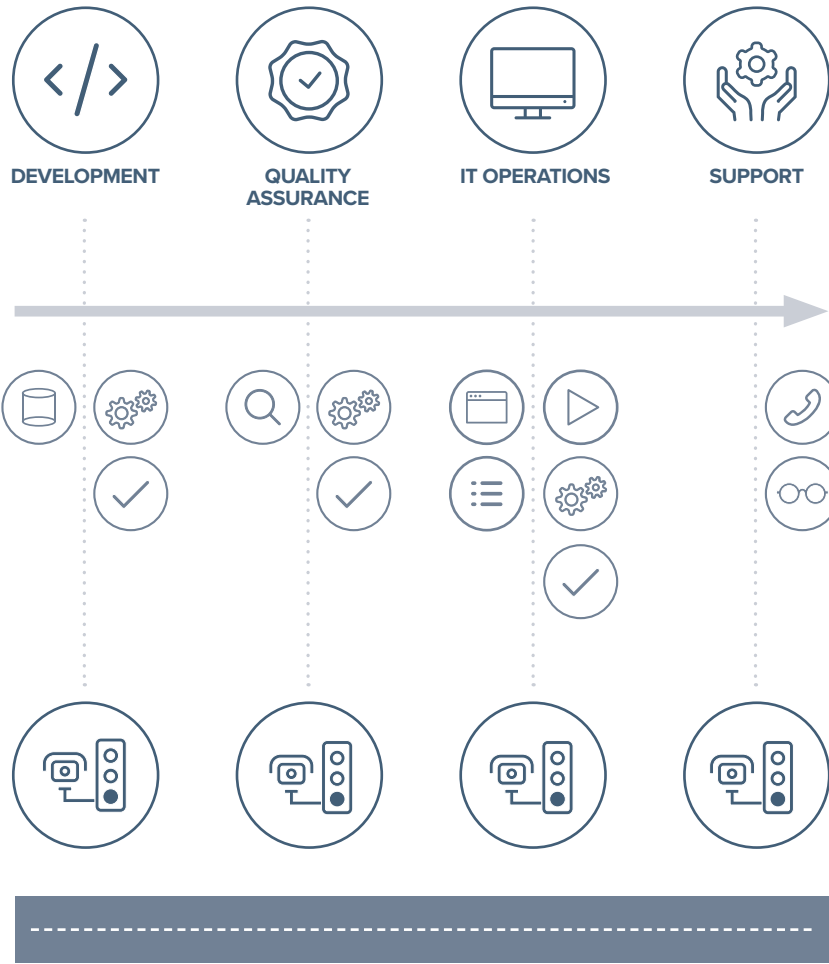 DEVELOPMENT
QUALITY
ASSURANCE
IT OPERATIONS
SUPPORT